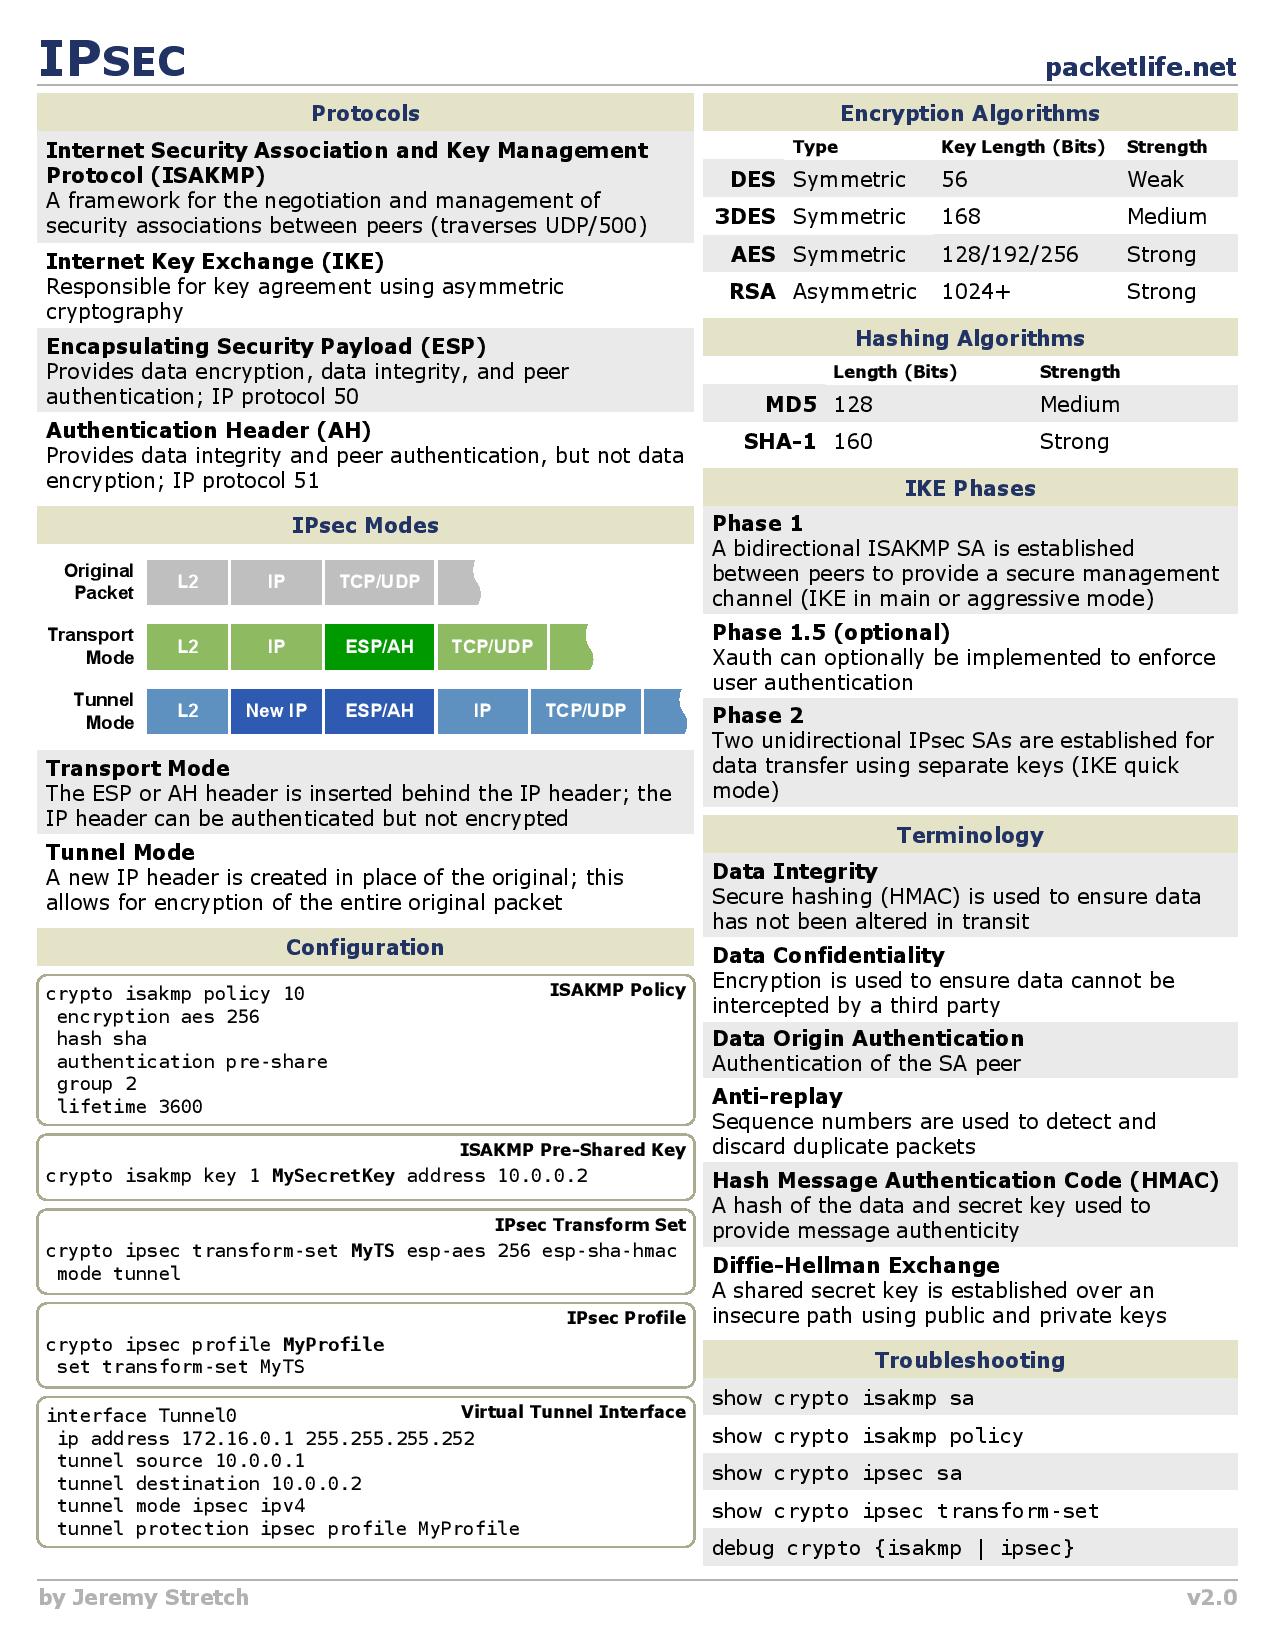 IPSEC
packetlife.net
Protocols
Internet Security Association and Key Management
Protocol (ISAKMP)
A framework for the negotiation and management of
security associations between peers (traverses UDP/500)
Internet Key Exchange (IKE)
Responsible for key agreement using asymmetric
cryptography
Encapsulating Security Payload (ESP)
Provides data encryption, data integrity, and peer
authentication; IP protocol 50
Authentication Header (AH)
Provides data integrity and peer authentication, but not data
encryption; IP protocol 51
IPsec Modes
Original
Packet
L2 IP TCP/UDP
Transport
Mode
L2 IP ESP/AH TCP/UDP
Tunnel
Mode
L2 New IP ESP/AH IP TCP/UDP
Transport Mode
The ESP or AH header is inserted behind the IP header; the
IP header can be authenticated but not encrypted
Tunnel Mode
A new IP header is created in place of the original; this
allows for encryption of the entire original packet
Configuration
ISAKMP Policy
crypto isakmp policy 10
encryption aes 256
hash sha
authentication pre-share
group 2
lifetime 3600
ISAKMP Pre-Shared Key
crypto isakmp key 1 MySecretKey address 10.0.0.2
IPsec Transform Set
crypto ipsec transform-set MyTS esp-aes 256 esp-sha-hmac
mode tunnel
IPsec Profile
crypto ipsec profile MyProfile
set transform-set MyTS
Virtual Tunnel Interface
interface Tunnel0
ip address 172.16.0.1 255.255.255.252
tunnel source 10.0.0.1
tunnel destination 10.0.0.2
tunnel mode ipsec ipv4
tunnel protection ipsec profile MyProfile
Encryption Algorithms
Type Key Length (Bits) Strength
DES Symmetric 56 Weak
3DES Symmetric 168 Medium
AES Symmetric 128/192/256 Strong
RSA Asymmetric 1024+ Strong
Hashing Algorithms
Length (Bits) Strength
MD5 128 Medium
SHA-1 160 Strong
IKE Phases
Phase 1
A bidirectional ISAKMP SA is established
between peers to provide a secure management
channel (IKE in main or aggressive mode)
Phase 1.5 (optional)
Xauth can optionally be implemented to enforce
user authentication
Phase 2
Two unidirectional IPsec SAs are established for
data transfer using separate keys (IKE quick
mode)
Terminology
Data Integrity
Secure hashing (HMAC) is used to ensure data
has not been altered in transit
Data Confidentiality
Encryption is used to ensure data cannot be
intercepted by a third party
Data Origin Authentication
Authentication of the SA peer
Anti-replay
Sequence numbers are used to detect and
discard duplicate packets
Hash Message Authentication Code (HMAC)
A hash of the data and secret key used to
provide message authenticity
Diffie-Hellman Exchange
A shared secret key is established over an
insecure path using public and private keys
Troubleshooting
show crypto isakmp sa
show crypto isakmp policy
show crypto ipsec sa
show crypto ipsec transform-set
debug crypto {isakmp | ipsec}
by Jeremy Stretch
v2.0